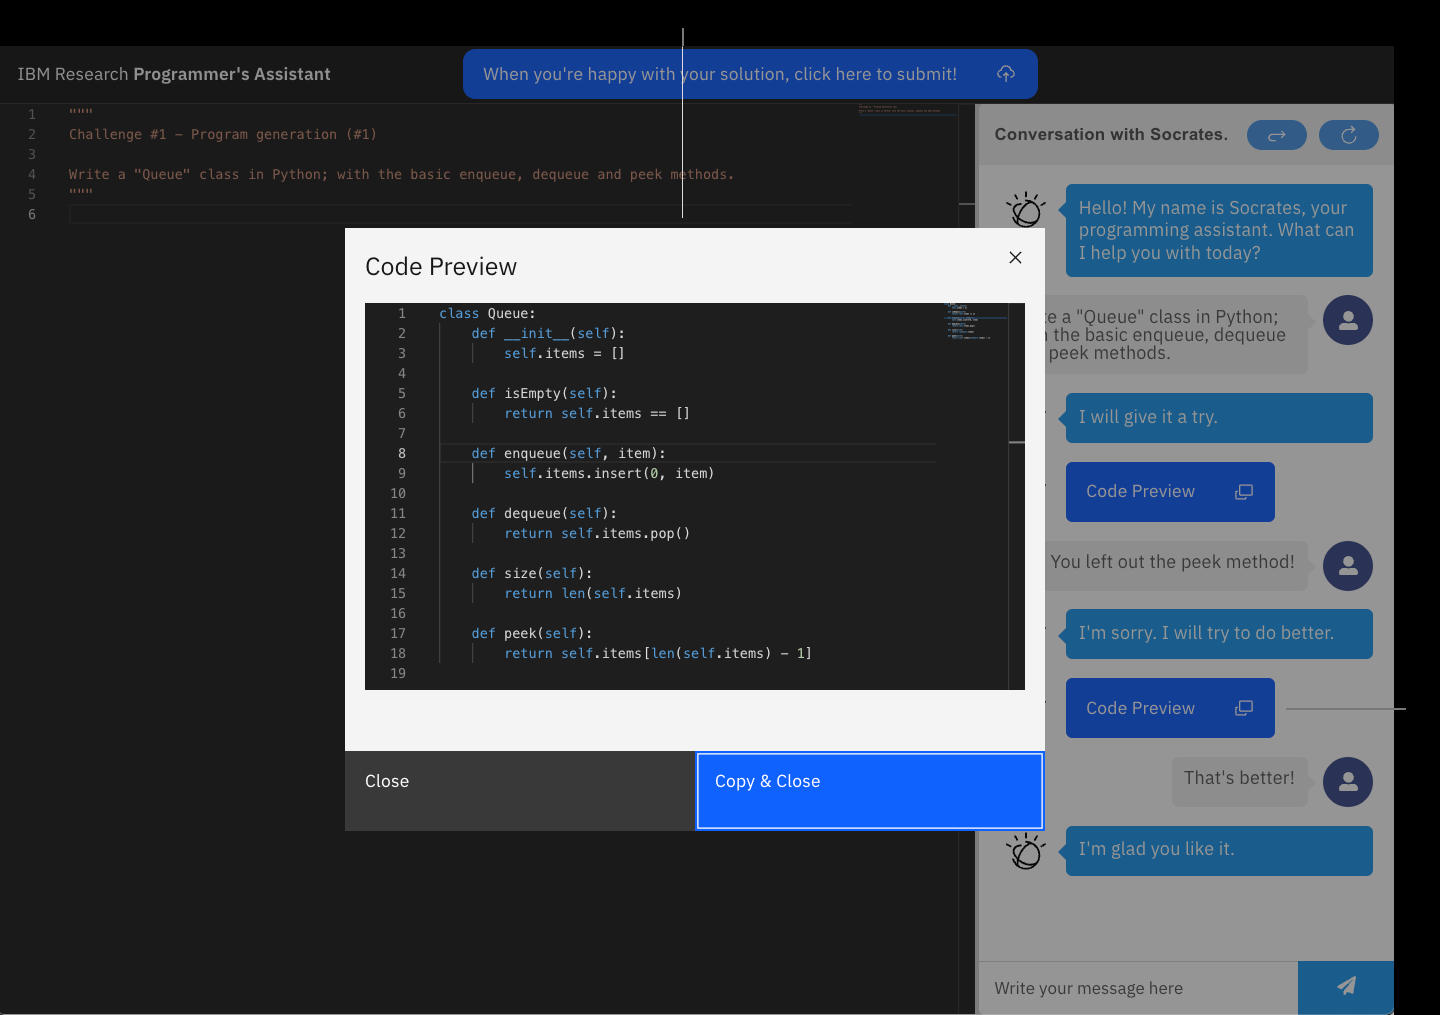 IBM Research Programmer's Assistant
When you're happy with your solution, click here to submit!
1 """
2 Challenge #1 - Program generation (#1)
3
4 Write a "Queue" class in Python; with the basic enqueue, dequeue and peek methods.
5 """
6
Conversation with Socrates.
Hello! My name is Socrates, your
programming assistant. What can
I help you with today?
a "Queue" class in Python;
the basic enqueue, dequeue
peek methods.
I will give it a try.
Code Preview
You left out the peek method!
I'm sorry. I will try to do better.
Code Preview
That's better!
I'm glad you like it.
Write your message here
Code Preview
1 class Queue:
2     def __init__(self):
3         self.items = []
4
5     def isEmpty(self):
6         return self.items == []
7
8     def enqueue(self, item):
9         self.items.insert(0, item)
10
11     def dequeue(self):
12         return self.items.pop()
13
14     def size(self):
15         return len(self.items)
16
17     def peek(self):
18         return self.items[len(self.items) - 1]
19
Close
Copy & Close